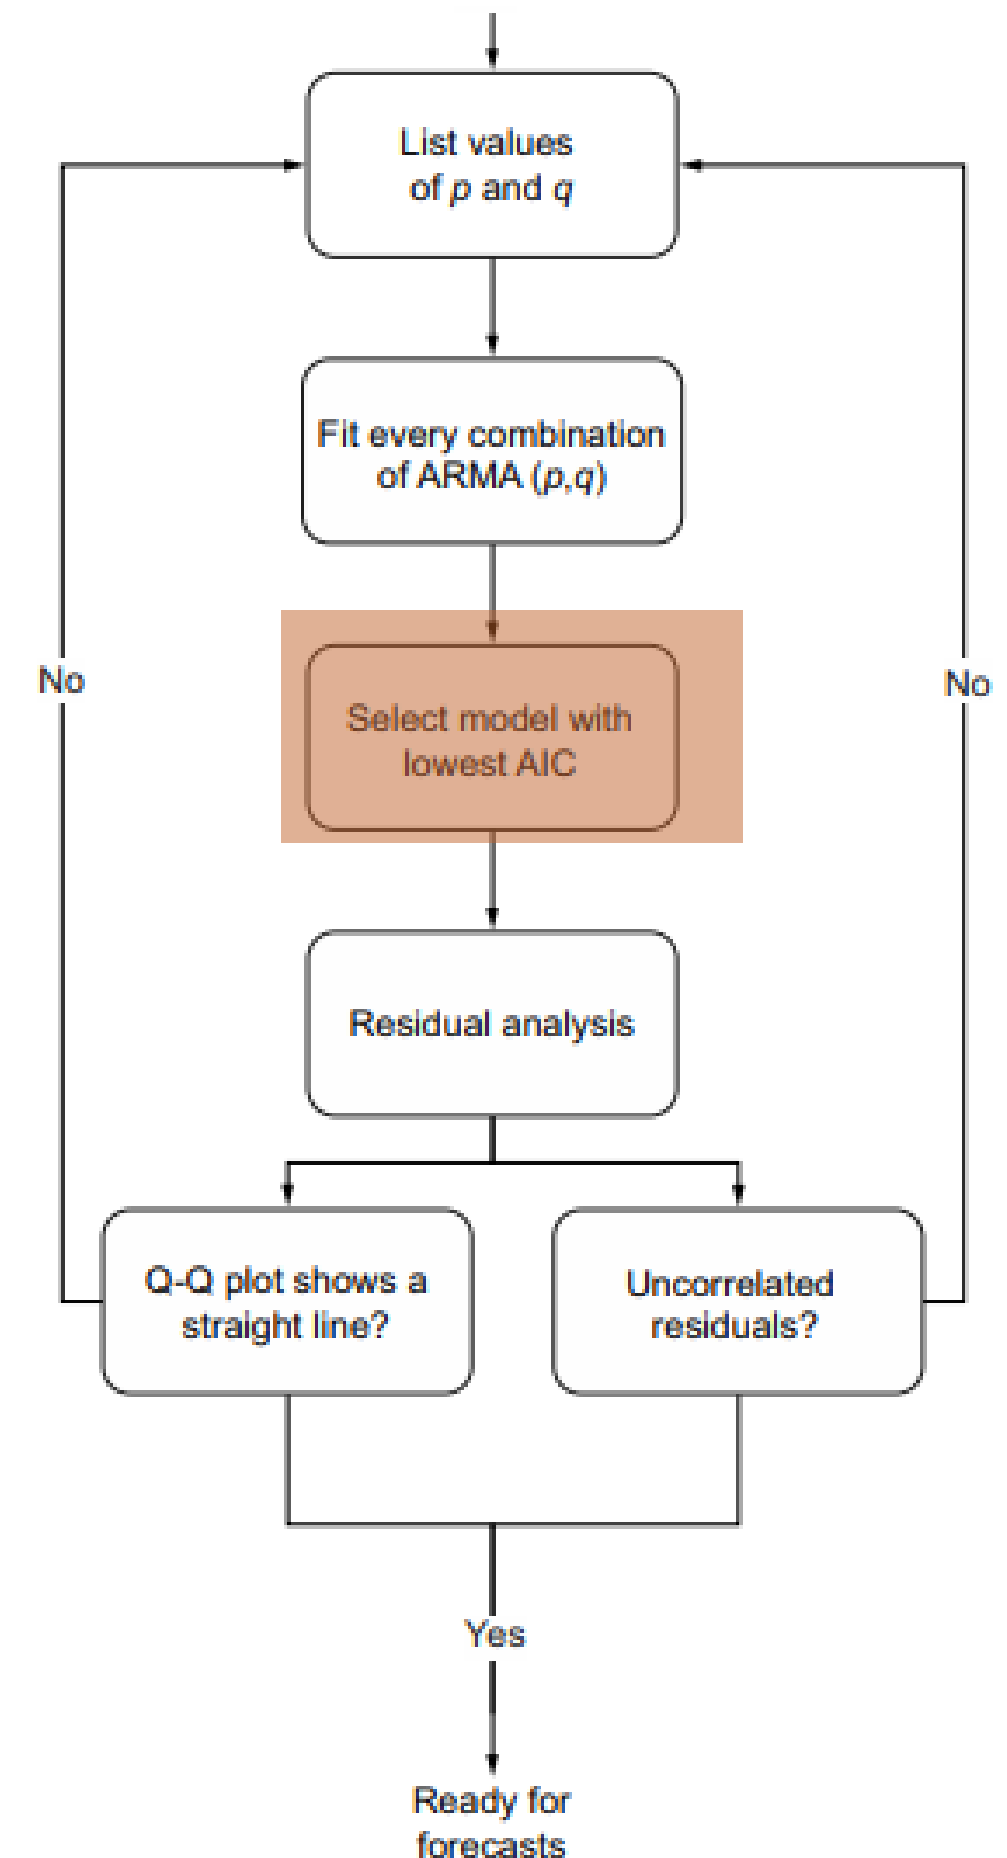 List values
of p and q
Fit every combination
of ARMA (p,q)
No
No
Select model with
lowest AIC
Residual analysis
Q-Q plot shows a
straight line?
Uncorrelated
residuals?
Yes
Ready for
forecasts